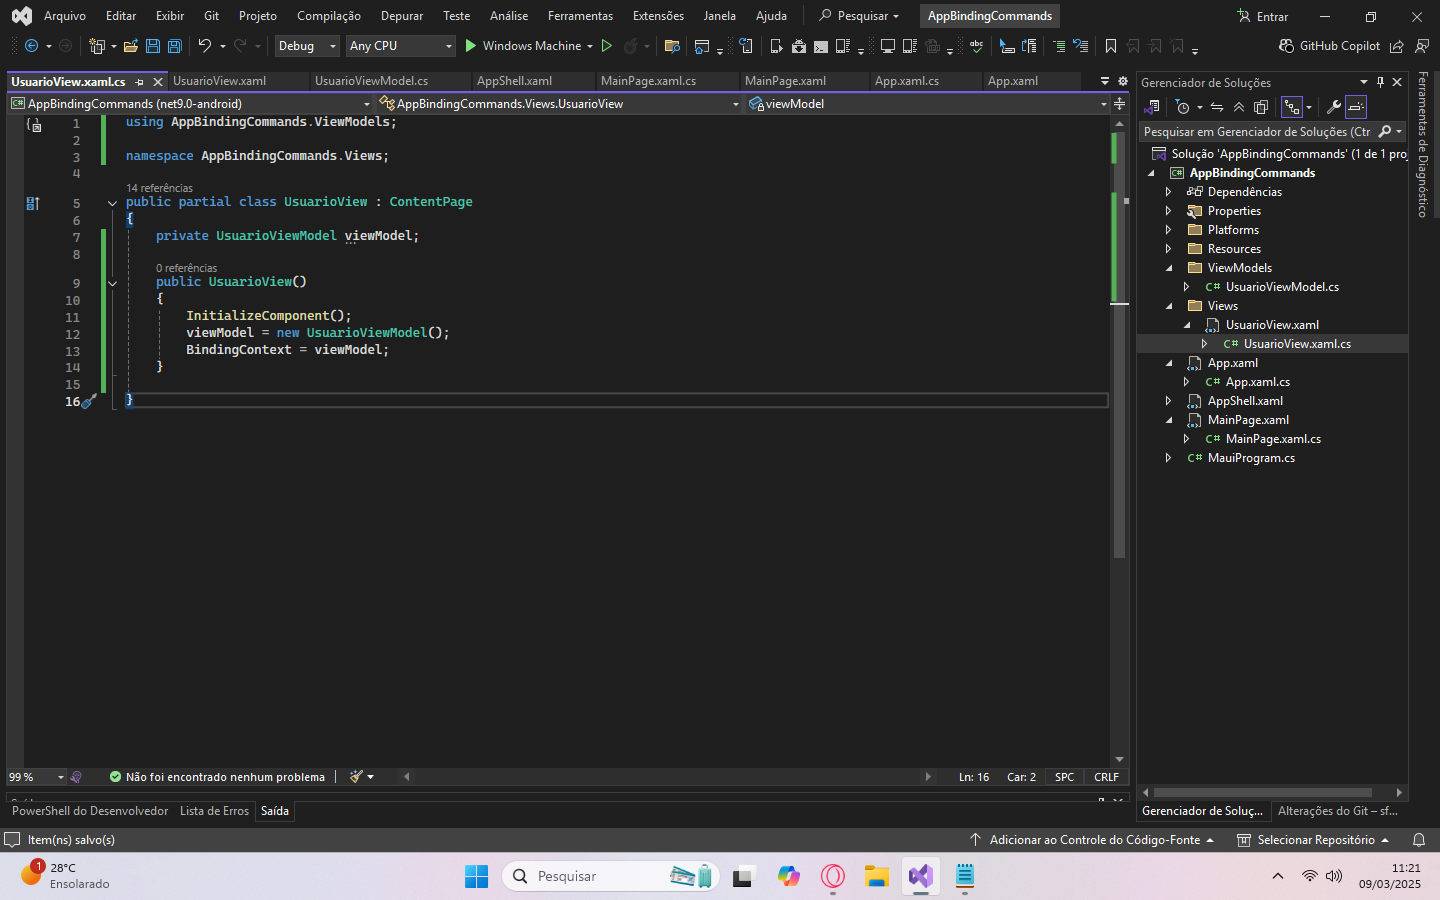 Arquivo Editar Exibir Git Projeto Compilação Depurar Teste Análise Ferramentas Extensões Janela Ajuda Pesquisar AppBindingCommands Entrar
Debug Any CPU Windows Machine GitHub Copilot
UsuarioView.xaml.cs UsuarioView.xaml UsuarioViewModel.cs AppShell.xaml MainPage.xaml.cs MainPage.xaml App.xaml.cs App.xaml
AppBindingCommands (net9.0-android) AppBindingCommands.Views.UsuarioView viewModel
1 using AppBindingCommands.ViewModels;
2
3 namespace AppBindingCommands.Views;
4
14 referências
5 public partial class UsuarioView : ContentPage
6 {
7 private UsuarioViewModel viewModel;
8
0 referências
9 public UsuarioView()
10 {
11 InitializeComponent();
12 viewModel = new UsuarioViewModel();
13 BindingContext = viewModel;
14 }
15
16 }
99 % Não foi encontrado nenhum problema Ln: 16 Car: 2 SPC CRLF
PowerShell do Desenvolvedor Lista de Erros Saída
Gerenciador de Soluções
Pesquisar em Gerenciador de Soluções (Ctr
Solução 'AppBindingCommands' (1 de 1 proj
AppBindingCommands
Dependências
Properties
Platforms
Resources
ViewModels
C# UsuarioViewModel.cs
Views
UsuarioView.xaml
C# UsuarioView.xaml.cs
App.xaml
C# App.xaml.cs
AppShell.xaml
MainPage.xaml
C# MainPage.xaml.cs
C# MauiProgram.cs
Gerenciador de Soluç... Alterações do Git – sf...
Ferramentas de Diagnóstico
Item(ns) salvo(s) Adicionar ao Controle do Código-Fonte Selecionar Repositório
1 28°C
Ensolarado
Pesquisar
11:21
09/03/2025